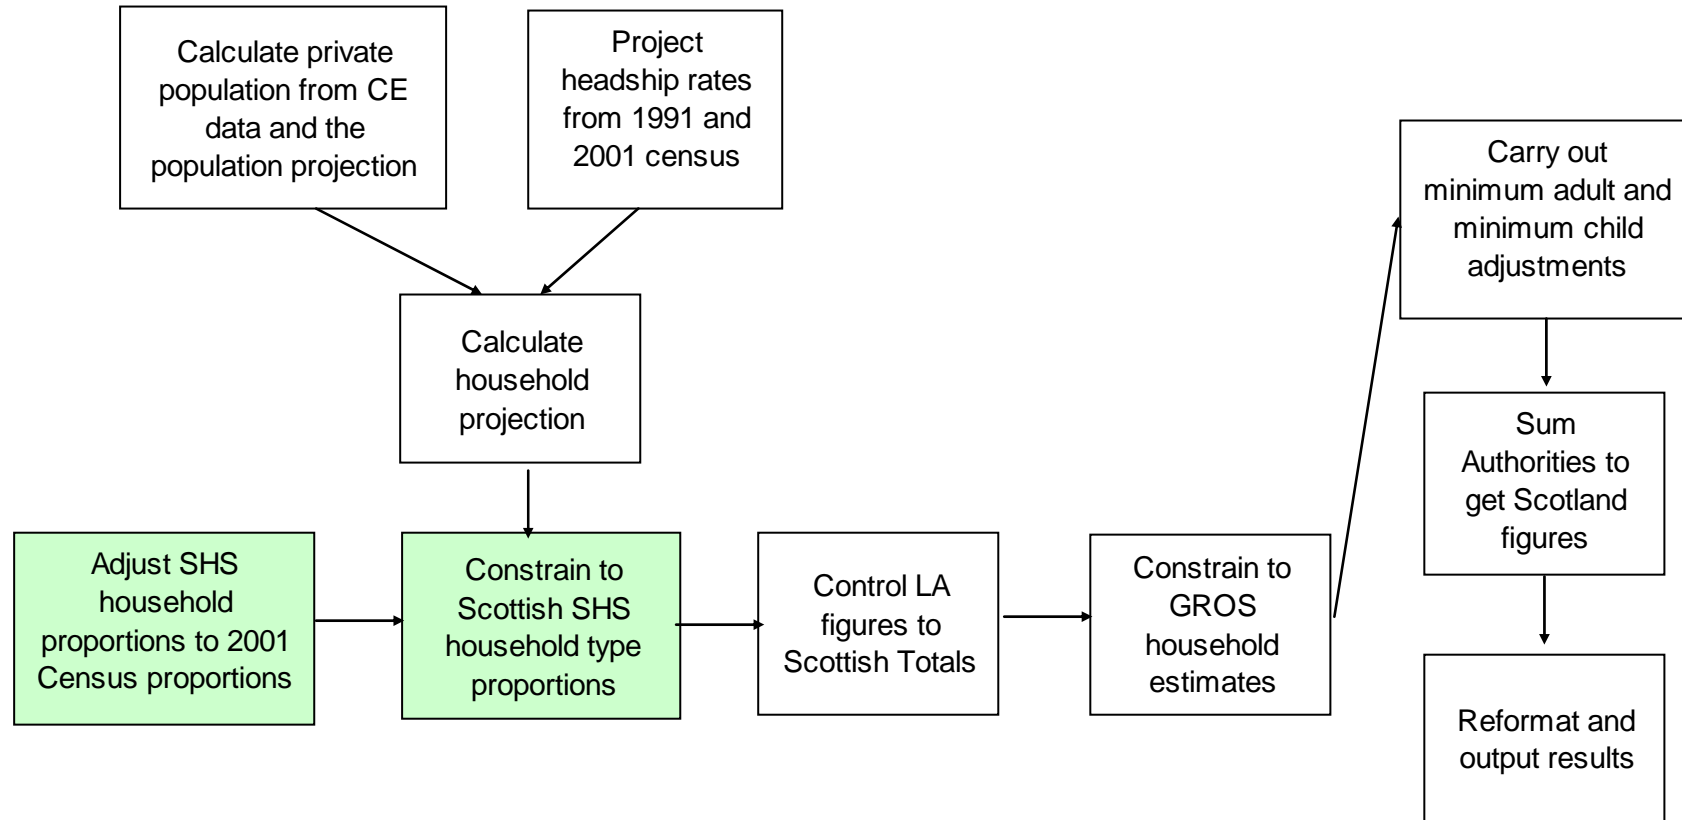 Calculate private
population from CE
data and the
population projection
Project
headship rates
from 1991 and
2001 census
Carry out
minimum adult and
minimum child
adjustments
Calculate
household
projection
Sum
Authorities to
get Scotland
figures
Adjust SHS
household
proportions to 2001
Census proportions
Constrain to
Scottish SHS
household type
proportions
Control LA
figures to
Scottish Totals
Constrain to
GROS
household
estimates
Reformat and
output results